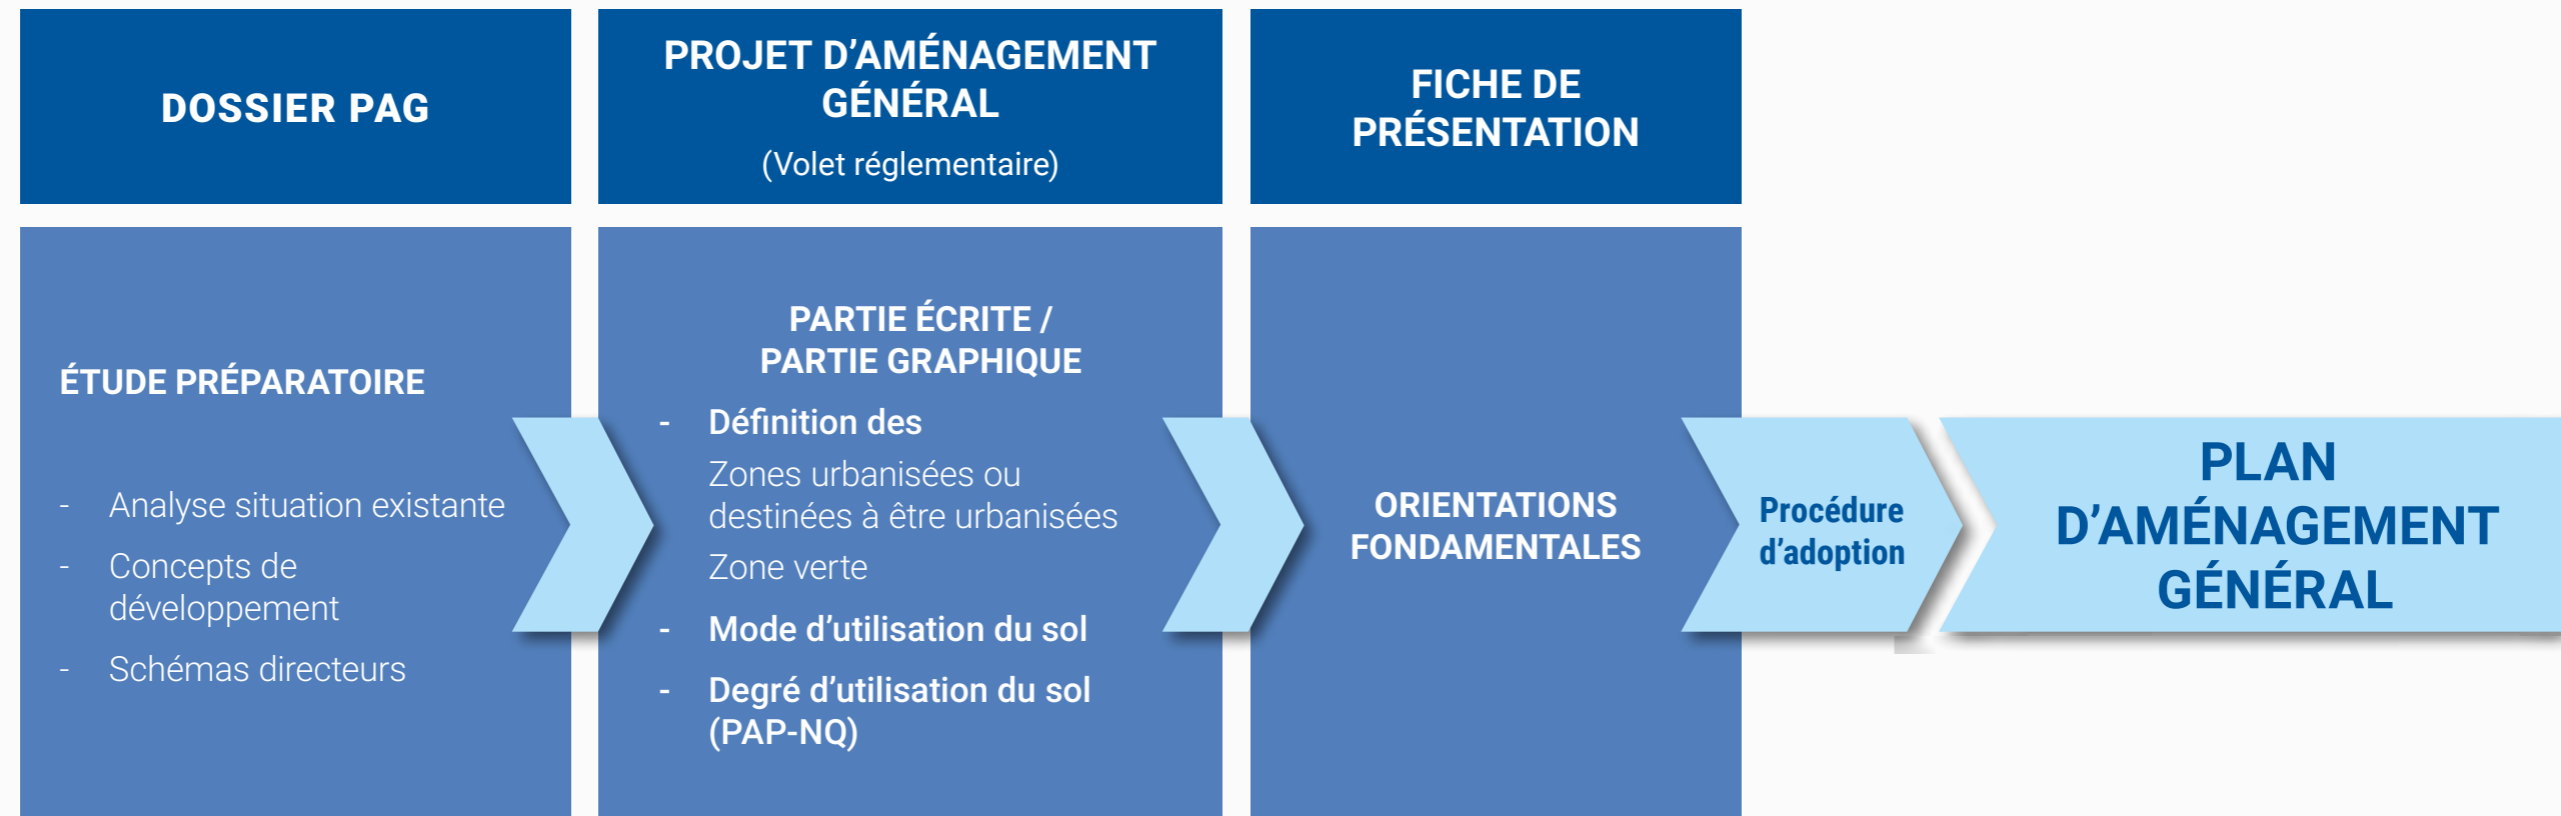 DOSSIER PAG
PROJET D’AMÉNAGEMENT
GÉNÉRAL
(Volet réglementaire)
FICHE DE
PRÉSENTATION
ÉTUDE PRÉPARATOIRE
- Analyse situation existante
- Concepts de
développement
- Schémas directeurs
PARTIE ÉCRITE /
PARTIE GRAPHIQUE
- Définition des
Zones urbanisées ou
destinées à être urbanisées
Zone verte
- Mode d’utilisation du sol
- Degré d’utilisation du sol
(PAP-NQ)
ORIENTATIONS
FONDAMENTALES
Procédure
d’adoption
PLAN
D’AMÉNAGEMENT
GÉNÉRAL